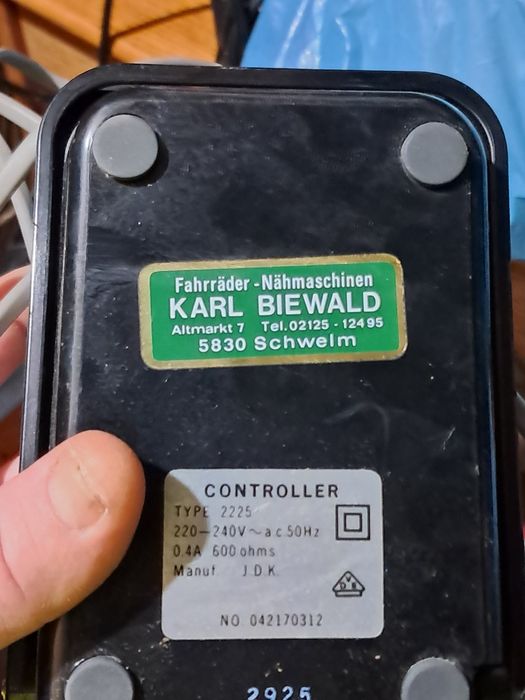 Fahrräder - Nähmaschinen
KARL BIEWALD
Altmarkt 7 Tel. 02125 - 12495
5830 Schwelm
CONTROLLER
TYPE 2225
220-240V~a.c.50Hz
0.4A 600 ohms
Manuf. J.D.K.
VDE
NO. 042170312
2925